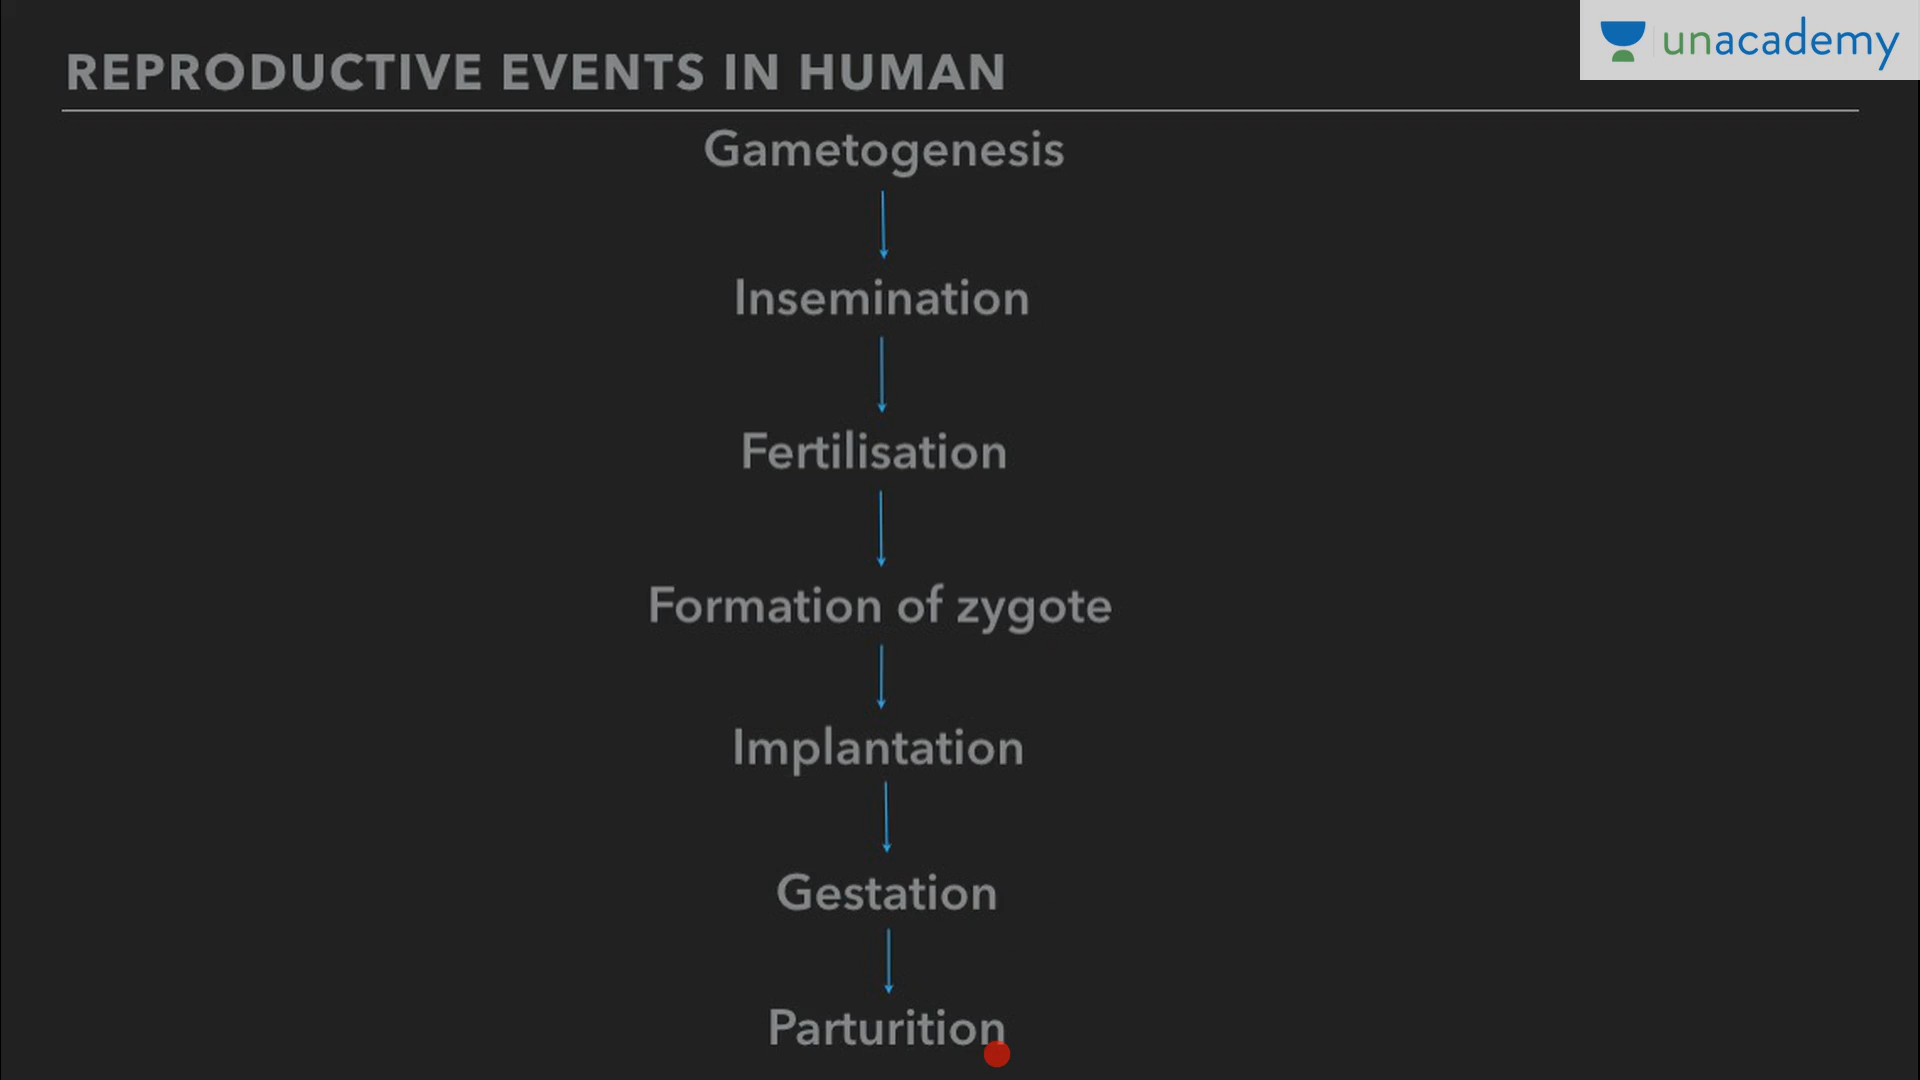 REPRODUCTIVE EVENTS IN HUMAN
unacademy
Gametogenesis
Insemination
Fertilisation
Formation of zygote
Implantation
Gestation
Parturition